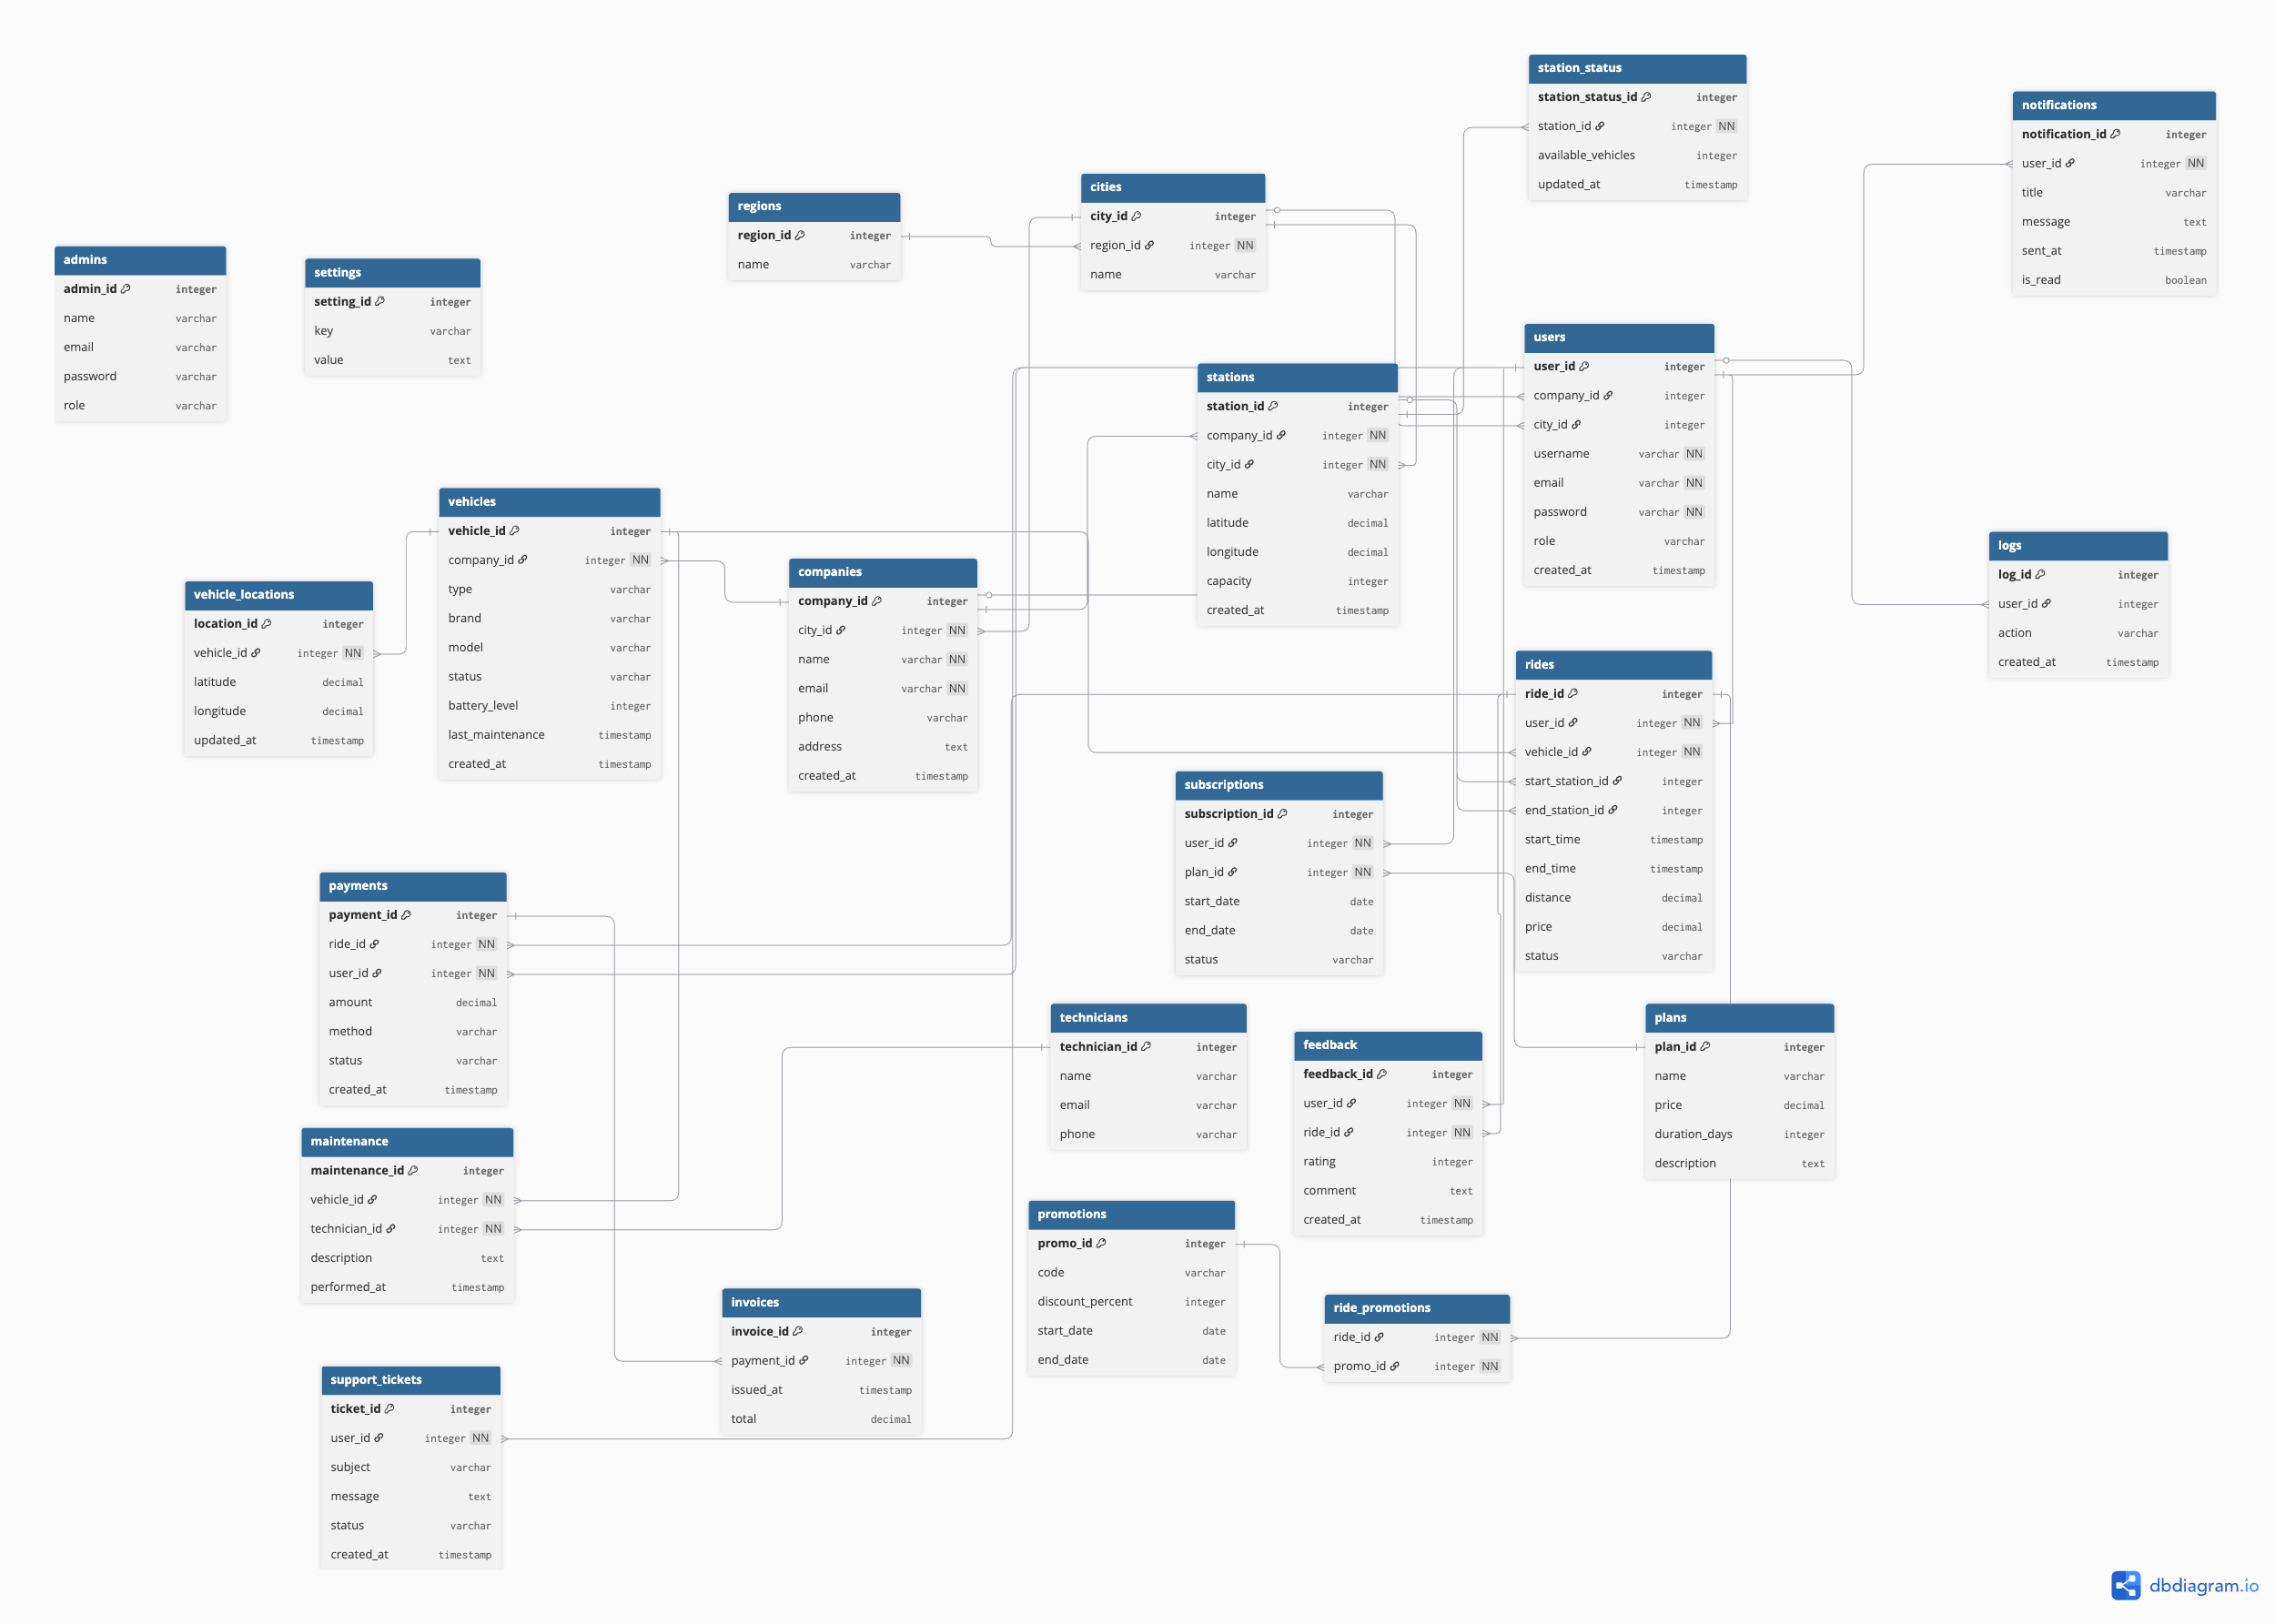 station_status
station_status_id integer
station_id integer NN
available_vehicles integer
updated_at timestamp
notifications
notification_id integer
user_id integer NN
title varchar
message text
sent_at timestamp
is_read boolean
cities
city_id integer
region_id integer NN
name varchar
regions
region_id integer
name varchar
admins
admin_id integer
name varchar
email varchar
password varchar
role varchar
settings
setting_id integer
key varchar
value text
users
user_id integer
company_id integer
city_id integer
username varchar NN
email varchar NN
password varchar NN
role varchar
created_at timestamp
stations
station_id integer
company_id integer NN
city_id integer NN
name varchar
latitude decimal
longitude decimal
capacity integer
created_at timestamp
vehicles
vehicle_id integer
company_id integer NN
type varchar
brand varchar
model varchar
status varchar
battery_level integer
last_maintenance timestamp
created_at timestamp
logs
log_id integer
user_id integer
action varchar
created_at timestamp
companies
company_id integer
city_id integer NN
name varchar NN
email varchar NN
phone varchar
address text
created_at timestamp
vehicle_locations
location_id integer
vehicle_id integer NN
latitude decimal
longitude decimal
updated_at timestamp
rides
ride_id integer
user_id integer NN
vehicle_id integer NN
start_station_id integer
end_station_id integer
start_time timestamp
end_time timestamp
distance decimal
price decimal
status varchar
subscriptions
subscription_id integer
user_id integer NN
plan_id integer NN
start_date date
end_date date
status varchar
payments
payment_id integer
ride_id integer NN
user_id integer NN
amount decimal
method varchar
status varchar
created_at timestamp
technicians
technician_id integer
name varchar
email varchar
phone varchar
feedback
feedback_id integer
user_id integer NN
ride_id integer NN
rating integer
comment text
created_at timestamp
plans
plan_id integer
name varchar
price decimal
duration_days integer
description text
maintenance
maintenance_id integer
vehicle_id integer NN
technician_id integer NN
description text
performed_at timestamp
promotions
promo_id integer
code varchar
discount_percent integer
start_date date
end_date date
invoices
invoice_id integer
payment_id integer NN
issued_at timestamp
total decimal
ride_promotions
ride_id integer NN
promo_id integer NN
support_tickets
ticket_id integer
user_id integer NN
subject varchar
message text
status varchar
created_at timestamp
dbdiagram.io